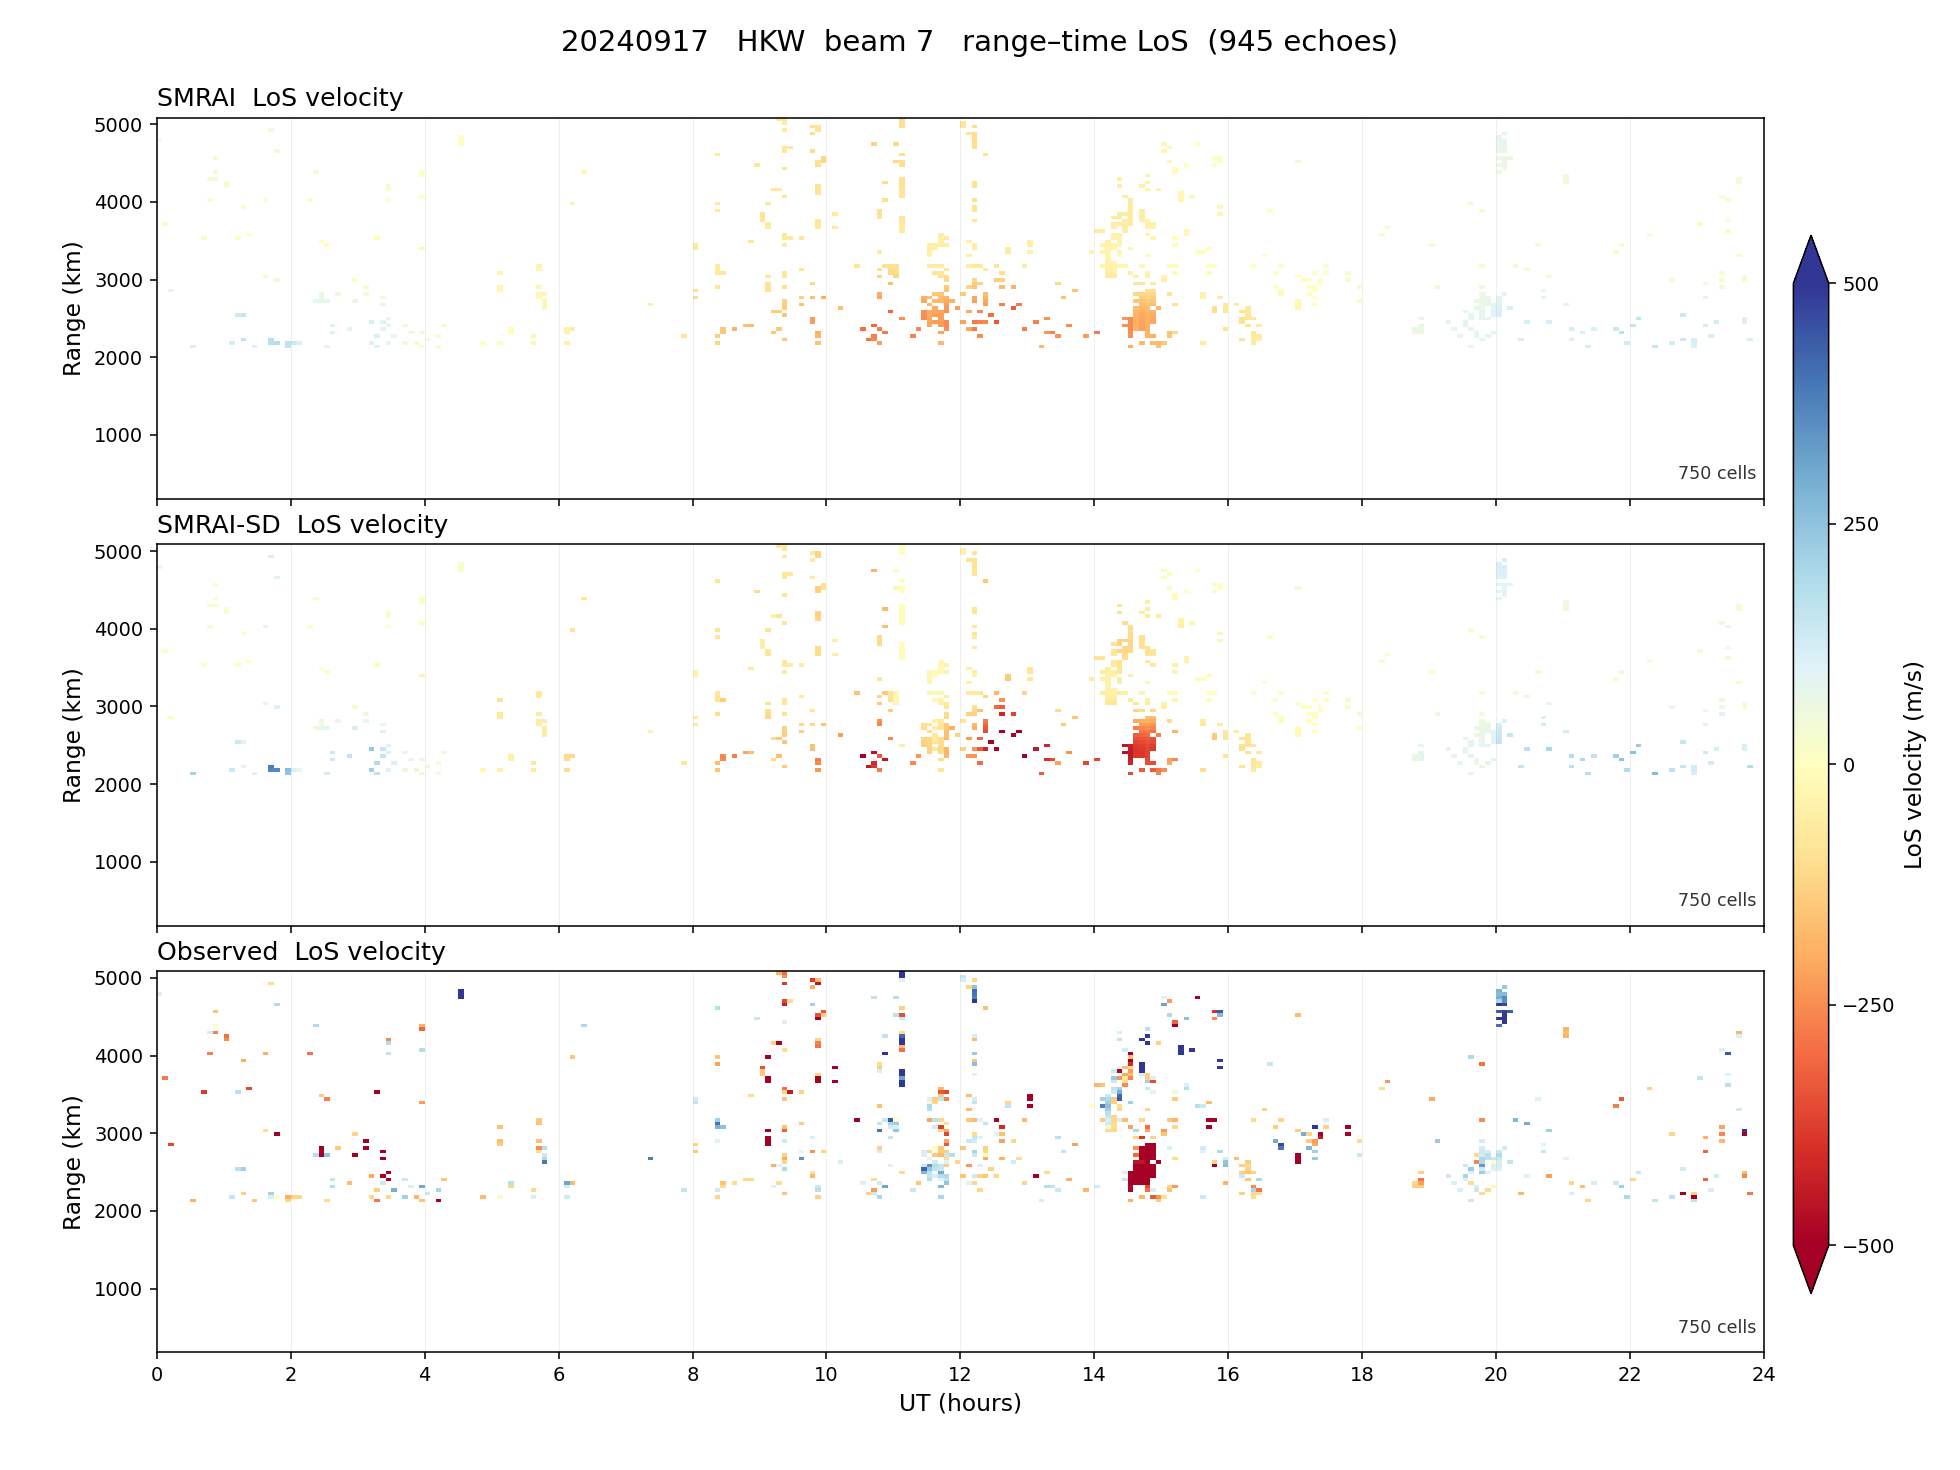 20240917   HKW  beam 7   range–time LoS  (945 echoes)
SMRAI  LoS velocity
5000
4000
3000
2000
1000
Range (km)
750 cells
SMRAI-SD  LoS velocity
5000
4000
3000
2000
1000
Range (km)
750 cells
Observed  LoS velocity
5000
4000
3000
2000
1000
Range (km)
750 cells
0 2 4 6 8 10 12 14 16 18 20 22 24
UT (hours)
500
250
0
−250
−500
LoS velocity (m/s)